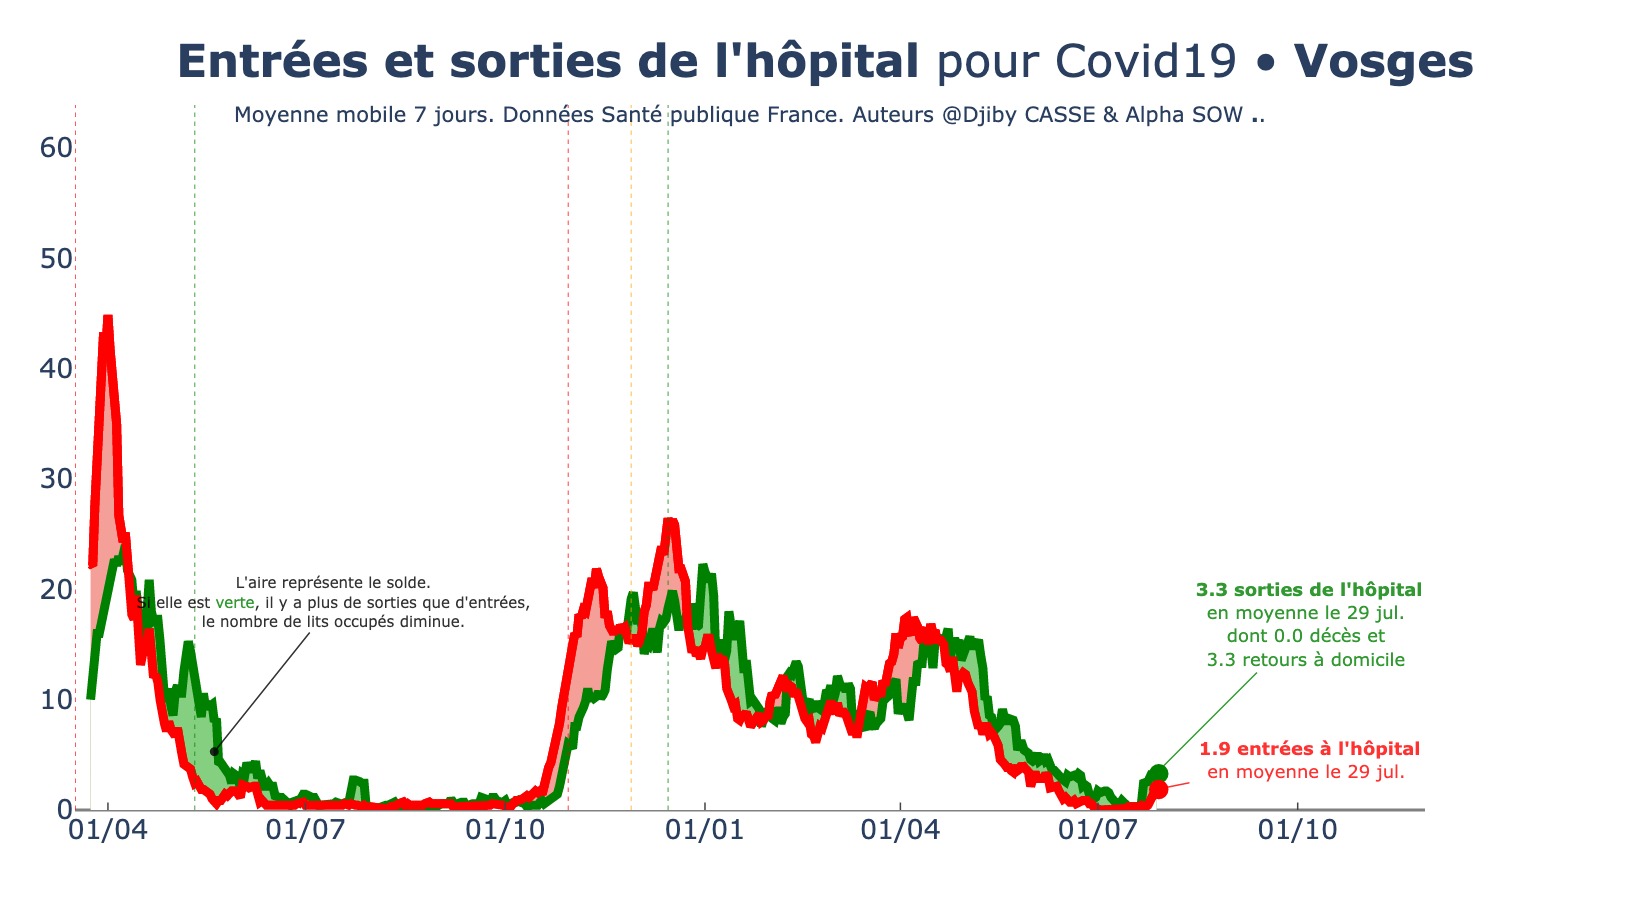 Entrées et sorties de l'hôpital pour Covid19 • Vosges
Moyenne mobile 7 jours. Données Santé publique France. Auteurs @Djiby CASSE & Alpha SOW ..
60
50
40
30
20
10
0
L'aire représente le solde.
Si elle est verte, il y a plus de sorties que d'entrées,
le nombre de lits occupés diminue.
3.3 sorties de l'hôpital
en moyenne le 29 jul.
dont 0.0 décès et
3.3 retours à domicile
1.9 entrées à l'hôpital
en moyenne le 29 jul.
01/04 01/07 01/10 01/01 01/04 01/07 01/10